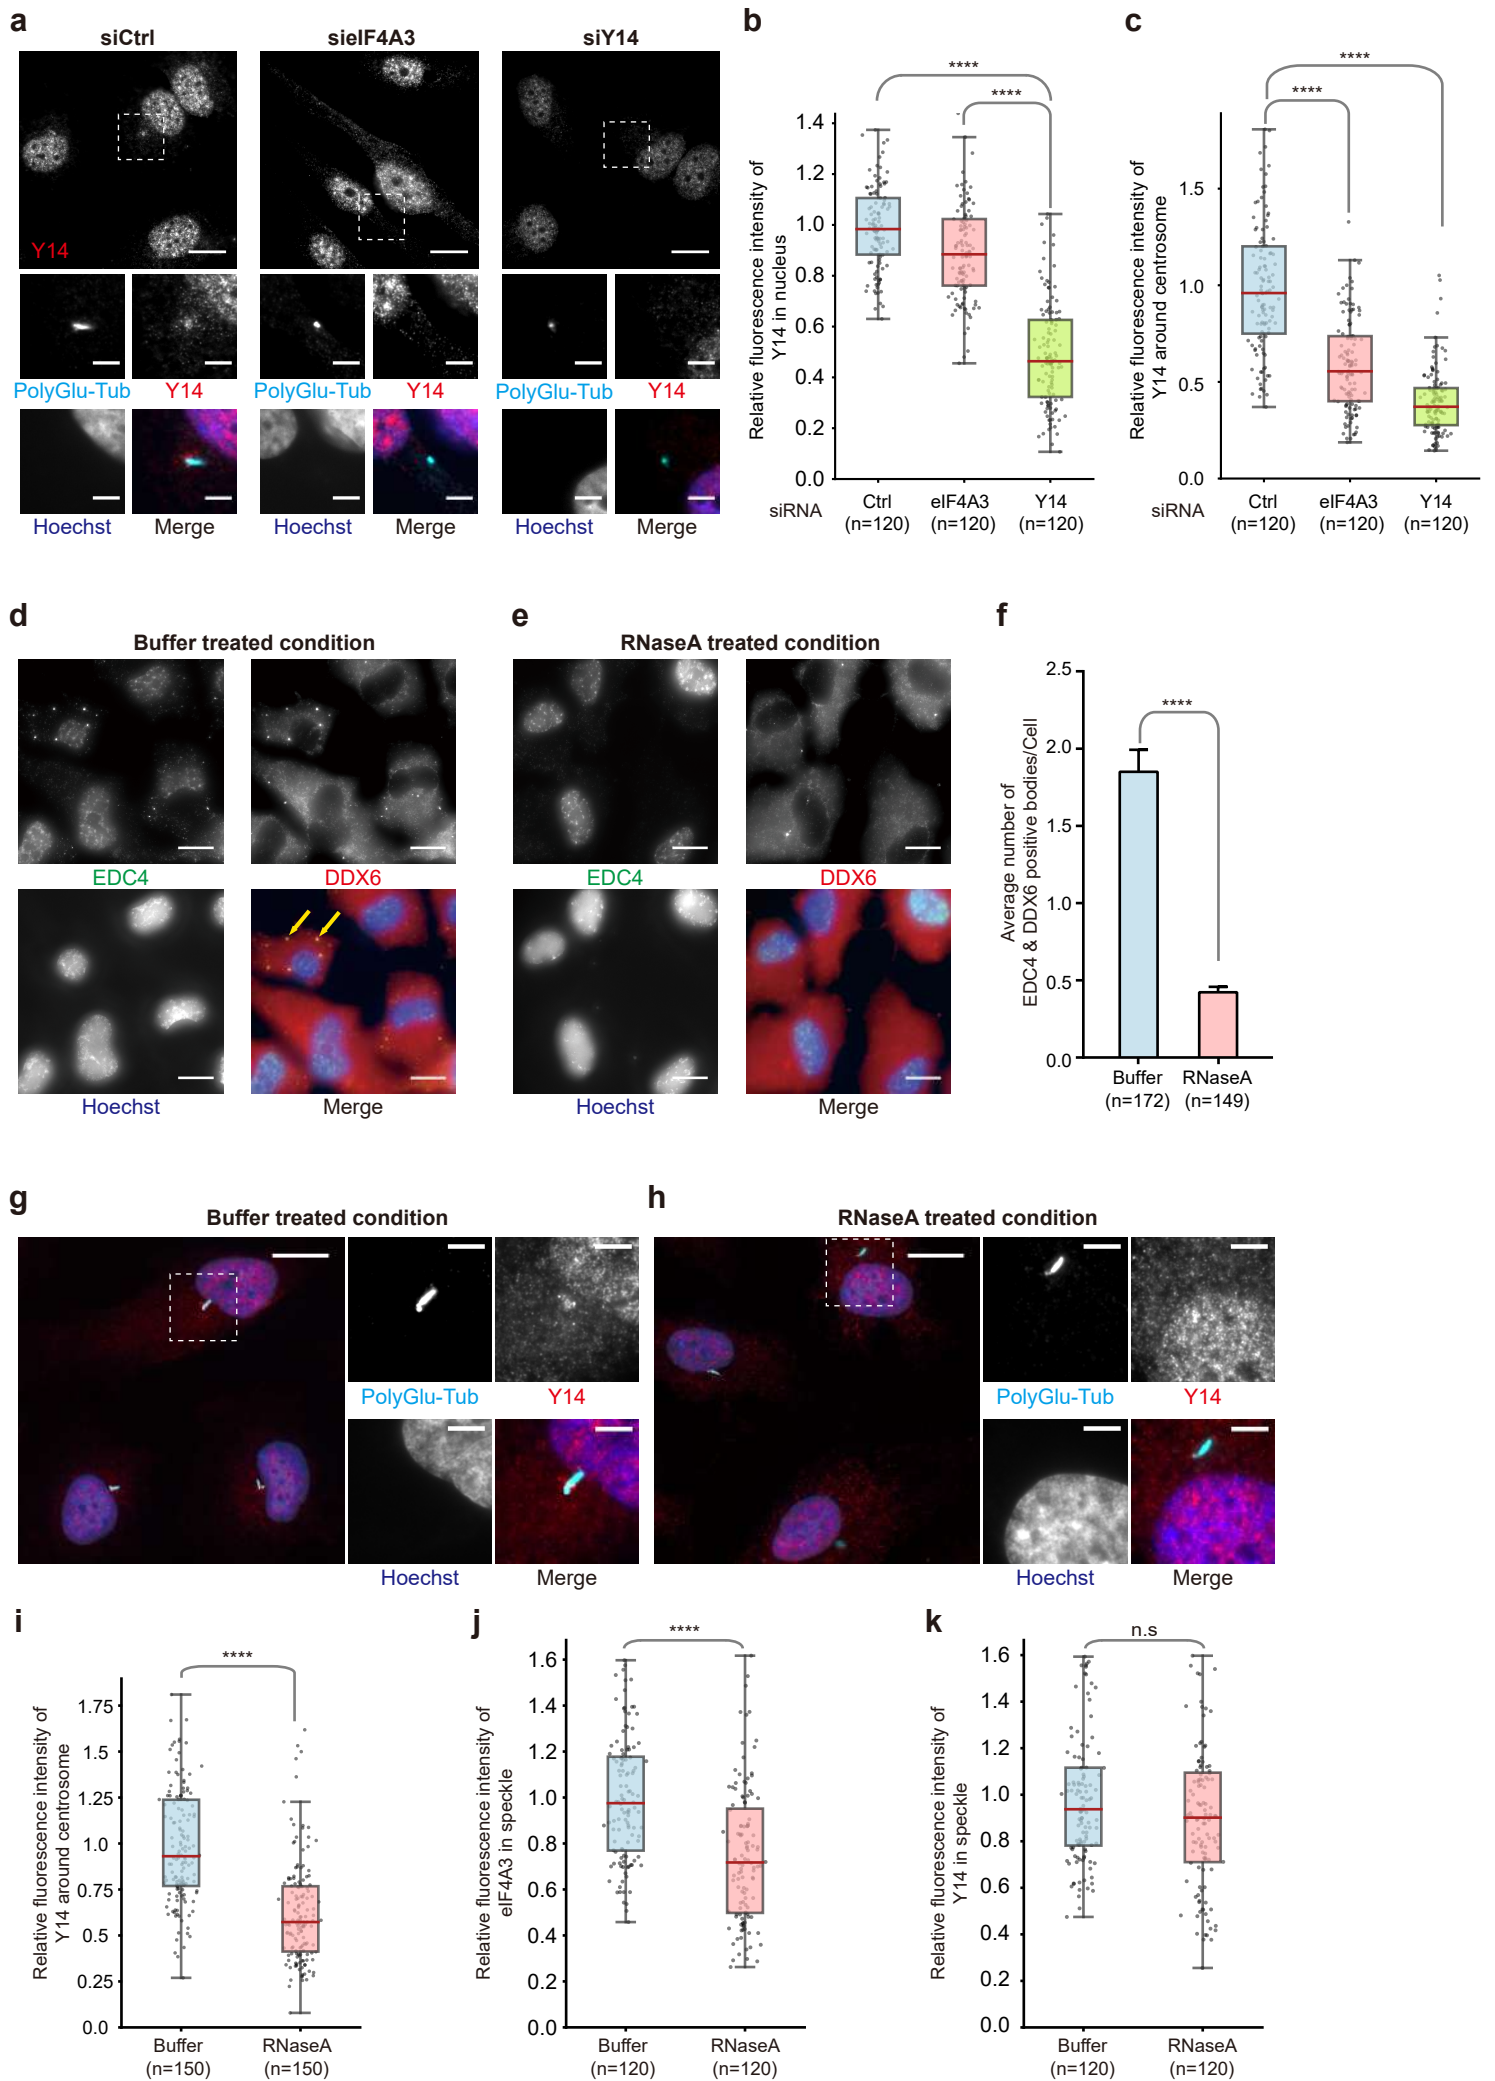 a
siCtrl
sieIF4A3
siY14
Y14
PolyGlu-Tub
Y14
PolyGlu-Tub
Y14
PolyGlu-Tub
Y14
Hoechst
Merge
Hoechst
Merge
Hoechst
Merge
b
****
****
Relative fluorescence intensity of
Y14 in nucleus
1.4
1.2
1.0
0.8
0.6
0.4
0.2
0.0
siRNA
Ctrl
(n=120)
eIF4A3
(n=120)
Y14
(n=120)
c
****
****
Relative fluorescence intensity of
Y14 around centrosome
1.5
1.0
0.5
0.0
siRNA
Ctrl
(n=120)
eIF4A3
(n=120)
Y14
(n=120)
d
Buffer treated condition
EDC4
DDX6
Hoechst
Merge
e
RNaseA treated condition
EDC4
DDX6
Hoechst
Merge
f
****
Average number of
EDC4 & DDX6 positive bodies/Cell
2.5
2.0
1.5
1.0
0.5
0.0
Buffer
(n=172)
RNaseA
(n=149)
g
Buffer treated condition
PolyGlu-Tub
Y14
Hoechst
Merge
h
RNaseA treated condition
PolyGlu-Tub
Y14
Hoechst
Merge
i
****
Relative fluorescence intensity of
Y14 around centrosome
1.75
1.5
1.25
1.0
0.75
0.5
0.25
0.0
Buffer
(n=150)
RNaseA
(n=150)
j
****
Relative fluorescence intensity of
eIF4A3 in speckle
1.6
1.4
1.2
1.0
0.8
0.6
0.4
0.2
0.0
Buffer
(n=120)
RNaseA
(n=120)
k
n.s
Relative fluorescence intensity of
Y14 in speckle
1.6
1.4
1.2
1.0
0.8
0.6
0.4
0.2
0.0
Buffer
(n=120)
RNaseA
(n=120)